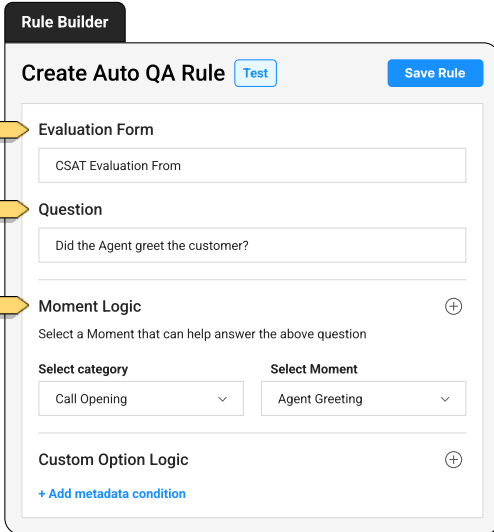 Rule Builder
Create Auto QA Rule
Test
Save Rule
Evaluation Form
CSAT Evaluation From
Question
Did the Agent greet the customer?
Moment Logic
Select a Moment that can help answer the above question
Select category
Select Moment
Call Opening
Agent Greeting
Custom Option Logic
+ Add metadata condition